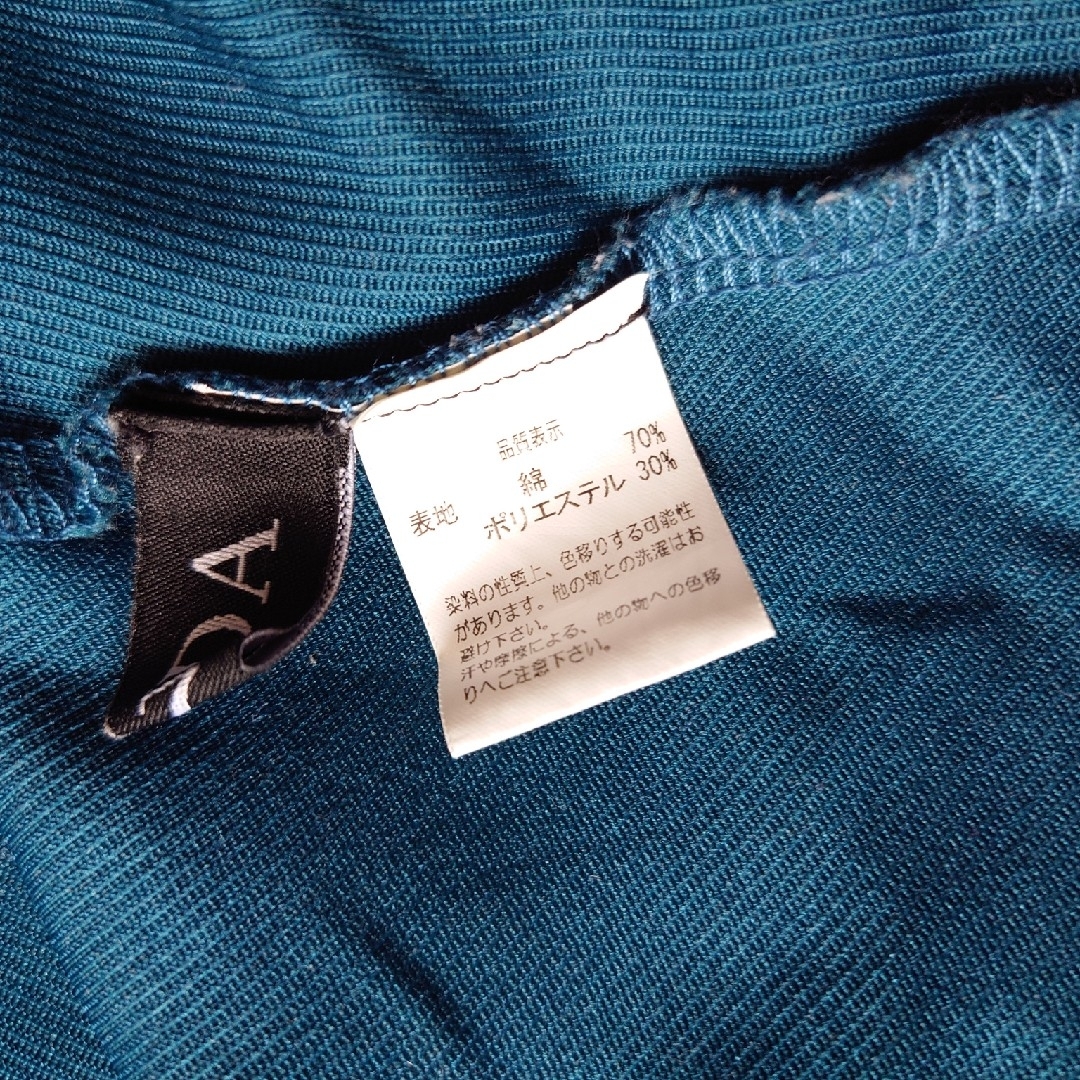 品質表示
表地 綿 70%
ポリエステル 30%
染料の性質上、色移りする可能性
があります。他の物との洗濯はお
避け下さい。
汗や摩擦による、他の物への色移
りへご注意下さい。